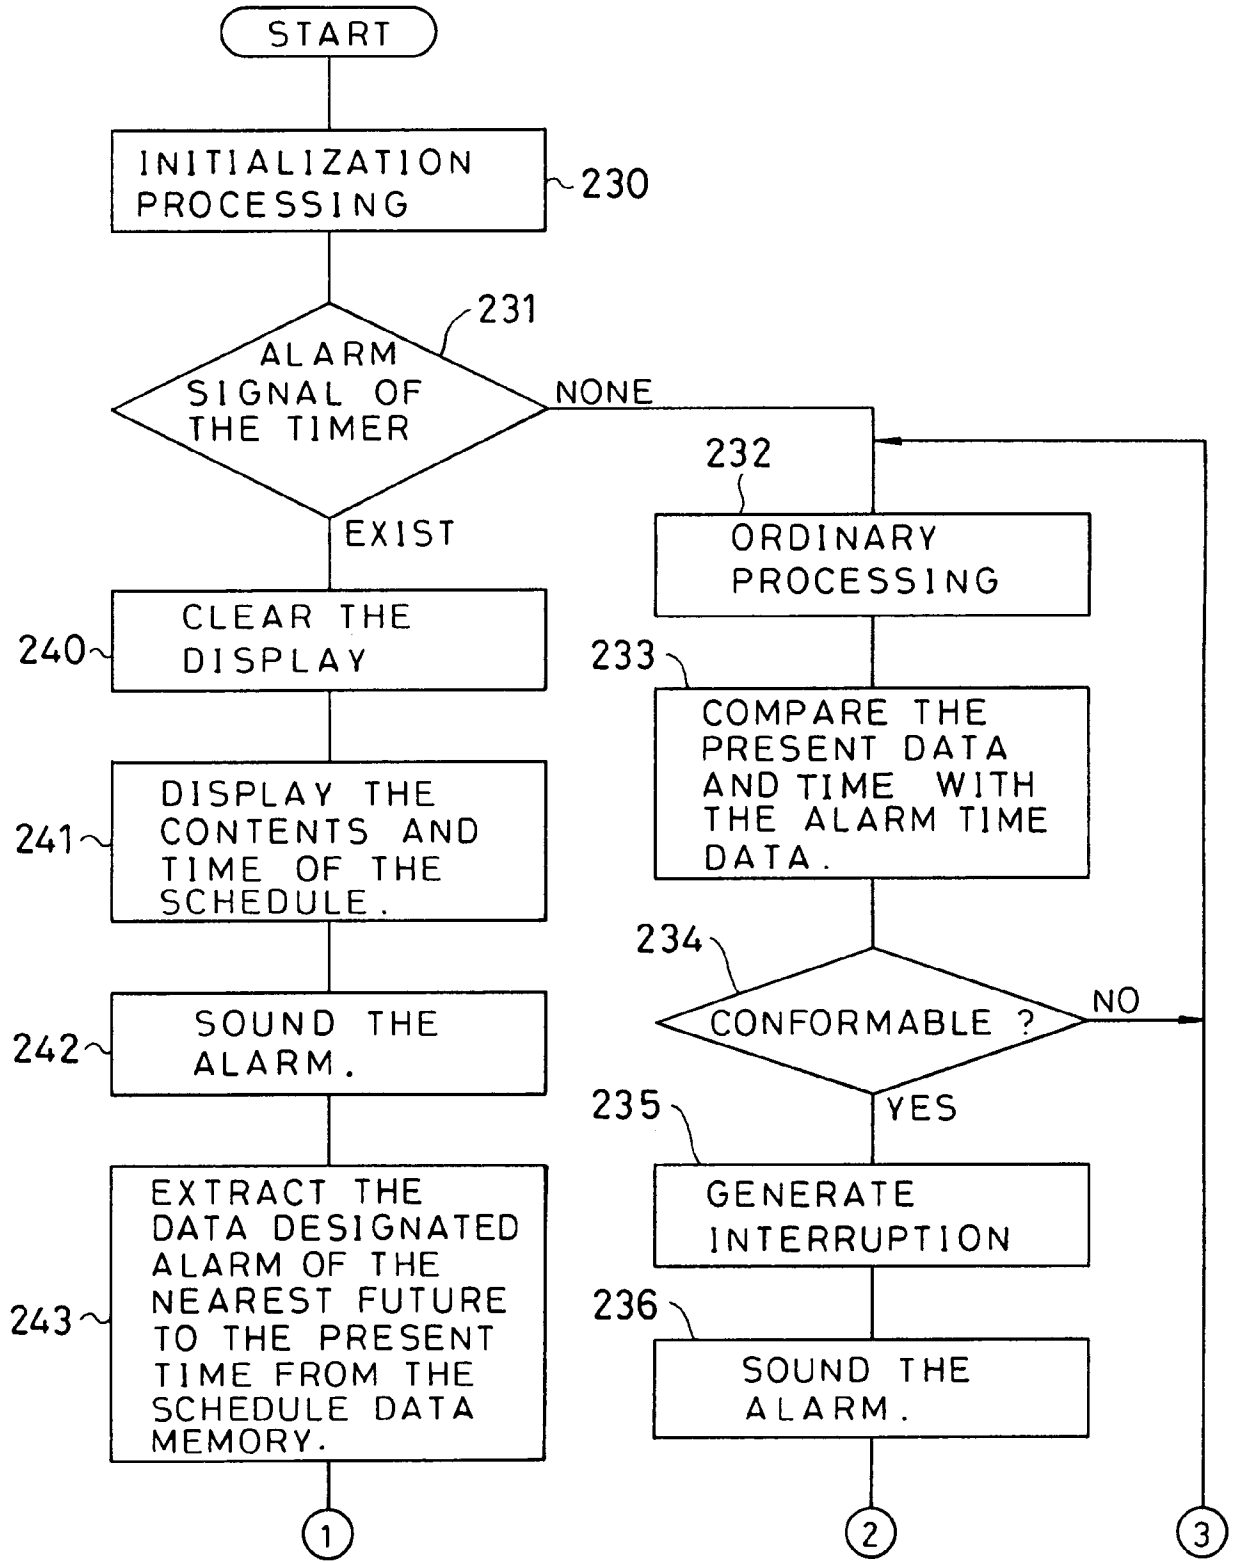 START
INITIALIZATION
PROCESSING
230
231
ALARM
SIGNAL OF
THE TIMER
NONE
EXIST
240
CLEAR THE
DISPLAY
241
DISPLAY THE
CONTENTS AND
TIME OF THE
SCHEDULE.
242
SOUND THE
ALARM.
243
EXTRACT THE
DATA DESIGNATED
ALARM OF THE
NEAREST FUTURE
TO THE PRESENT
TIME FROM THE
SCHEDULE DATA
MEMORY.
1
232
ORDINARY
PROCESSING
233
COMPARE THE
PRESENT DATA
AND TIME WITH
THE ALARM TIME
DATA.
234
CONFORMABLE ?
NO
YES
235
GENERATE
INTERRUPTION
236
SOUND THE
ALARM.
2
3